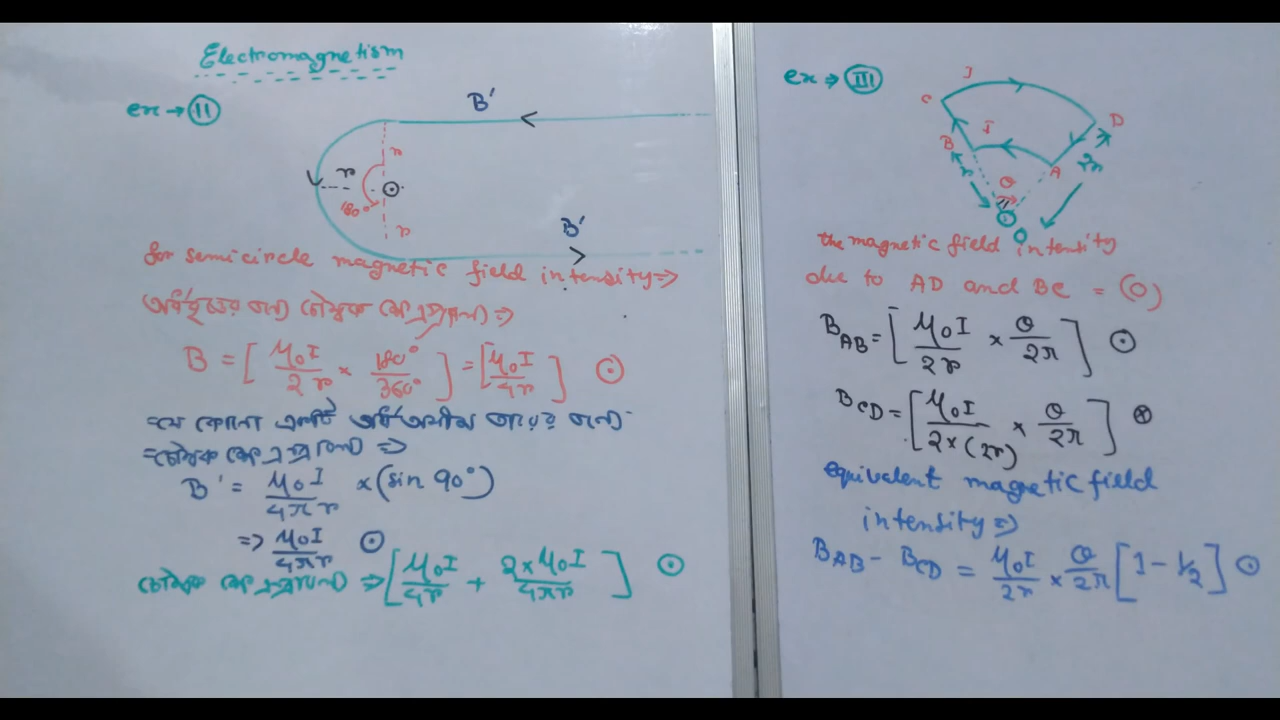 Electromagnetism
ex → (II)
B'
r
r
180°
r
B'
for semicircle magnetic field intensity ⇒
অর্ধবৃত্তের জন্য চৌম্বক ক্ষেত্রপ্রাবল্য ⇒
B = [ μ₀I / 2r × 180° / 360° ] = [ μ₀I / 4r ] ⊙
যে কোনো একটি অর্ধঅসীম তারের জন্য
চৌম্বক ক্ষেত্রপ্রাবল্য ⇒
B' = μ₀I / 4πr × (sin 90°)
⇒ μ₀I / 4πr ⊙
চৌম্বক ক্ষেত্রপ্রাবল্য ⇒ [ μ₀I / 4r + 2×μ₀I / 4πr ] ⊙
ex → (III)
I
C
D
B
I
A
r
2r
θ
O
the magnetic field intensity
due to AD and BC = (0)
B_AB = [ μ₀I / 2r × θ / 2π ] ⊙
B_CD = [ μ₀I / 2×(2r) × θ / 2π ] ⊗
equivalent magnetic field
intensity ⇒
B_AB - B_CD = μ₀I / 2r × θ / 2π [ 1 - 1/2 ] ⊙